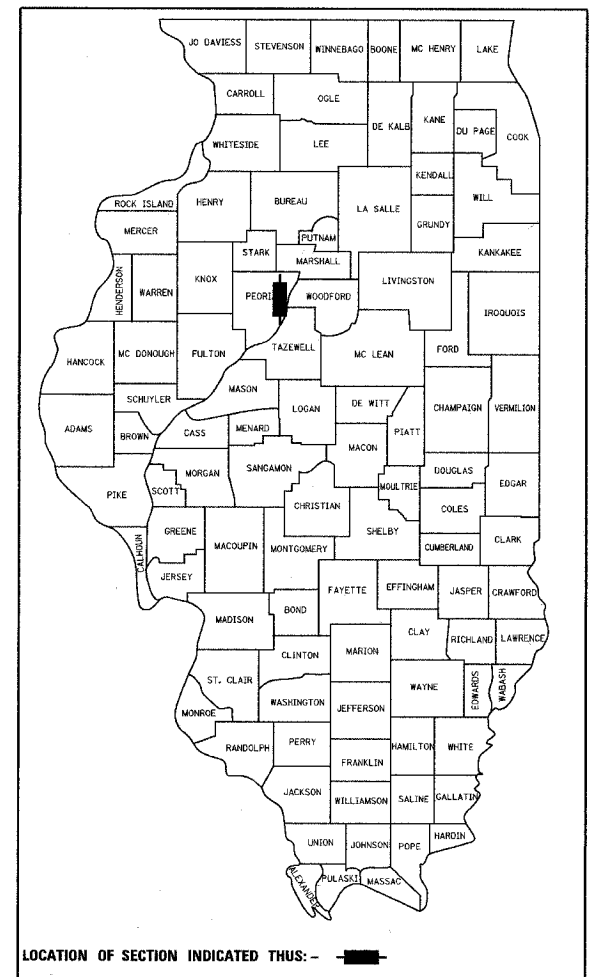 JO DAVIESS STEVENSON WINNEBAGO BOONE MC HENRY LAKE
CARROLL OGLE DE KALB KANE DU PAGE COOK
WHITESIDE LEE KENDALL WILL
ROCK ISLAND HENRY BUREAU LA SALLE GRUNDY
MERCER PUTNAM KANKAKEE
STARK MARSHALL
HENDERSON WARREN KNOX PEORI WOODFORD LIVINGSTON IROQUOIS
HANCOCK MC DONOUGH FULTON TAZEWELL MC LEAN FORD
SCHUYLER MASON LOGAN DE WITT CHAMPAIGN VERMILION
ADAMS BROWN CASS MENARD MACON PIATT
PIKE SCOTT MORGAN SANGAMON CHRISTIAN MOULTRIE DOUGLAS EDGAR
COLES
CALHOUN GREENE MACOUPIN MONTGOMERY SHELBY CUMBERLAND CLARK
JERSEY FAYETTE EFFINGHAM JASPER CRAWFORD
MADISON BOND
CLINTON MARION CLAY RICHLAND LAWRENCE
ST. CLAIR WAYNE EDWARDS WABASH
MONROE WASHINGTON JEFFERSON
RANDOLPH PERRY HAMILTON WHITE
FRANKLIN
JACKSON WILLIAMSON SALINE GALLATIN
UNION JOHNSON POPE HARDIN
ALEXANDER PULASKI MASSAC
LOCATION OF SECTION INDICATED THUS: -